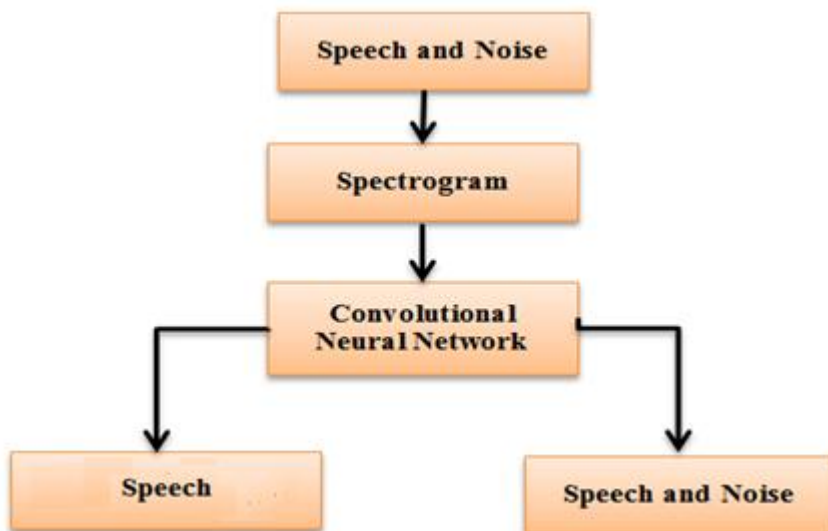 Speech and Noise
Spectrogram
Convolutional
Neural Network
Speech
Speech and Noise